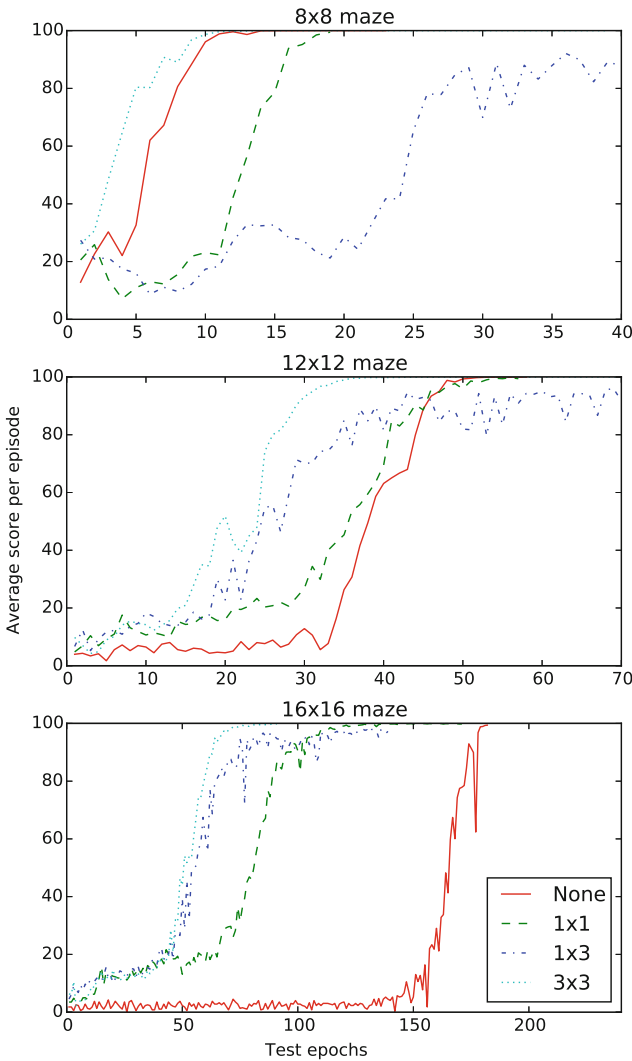 8x8 maze
100
80
60
40
20
0
0 5 10 15 20 25 30 35 40
12x12 maze
100
80
60
40
20
0
0 10 20 30 40 50 60 70
Average score per episode
16x16 maze
100
80
60
40
20
0
0 50 100 150 200
None
1x1
1x3
3x3
Test epochs